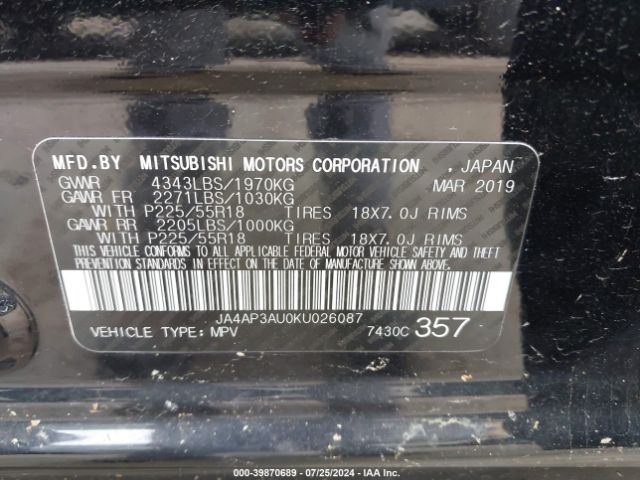 MFD.BY MITSUBISHI MOTORS CORPORATION , JAPAN
GVWR 4343LBS/1970KG MAR 2019
GAWR FR 2271LBS/1030KG
WITH P225/55R18 TIRES 18X7.0J RIMS
GAWR RR 2205LBS/1000KG
WITH P225/55R18 TIRES 18X7.0J RIMS
THIS VEHICLE CONFORMS TO ALL APPLICABLE FEDERAL MOTOR VEHICLE SAFETY AND THEFT
PREVENTION STANDARDS IN EFFECT ON THE DATE OF MANUFACTURE SHOWN ABOVE.
JA4AP3AU0KU026087
VEHICLE TYPE: MPV 7430C 357
000-39870689 - 07/25/2024 - IAA Inc.